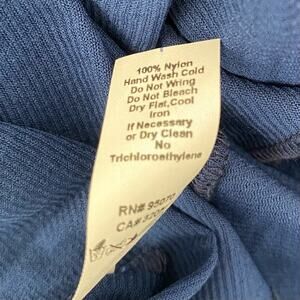 100% Nylon
Hand Wash Cold
Do Not Wring
Do Not Bleach
Dry Flat, Cool
Iron
If Necessary
or Dry Clean
No
Trichloroethylene
RN# 95070
CA#